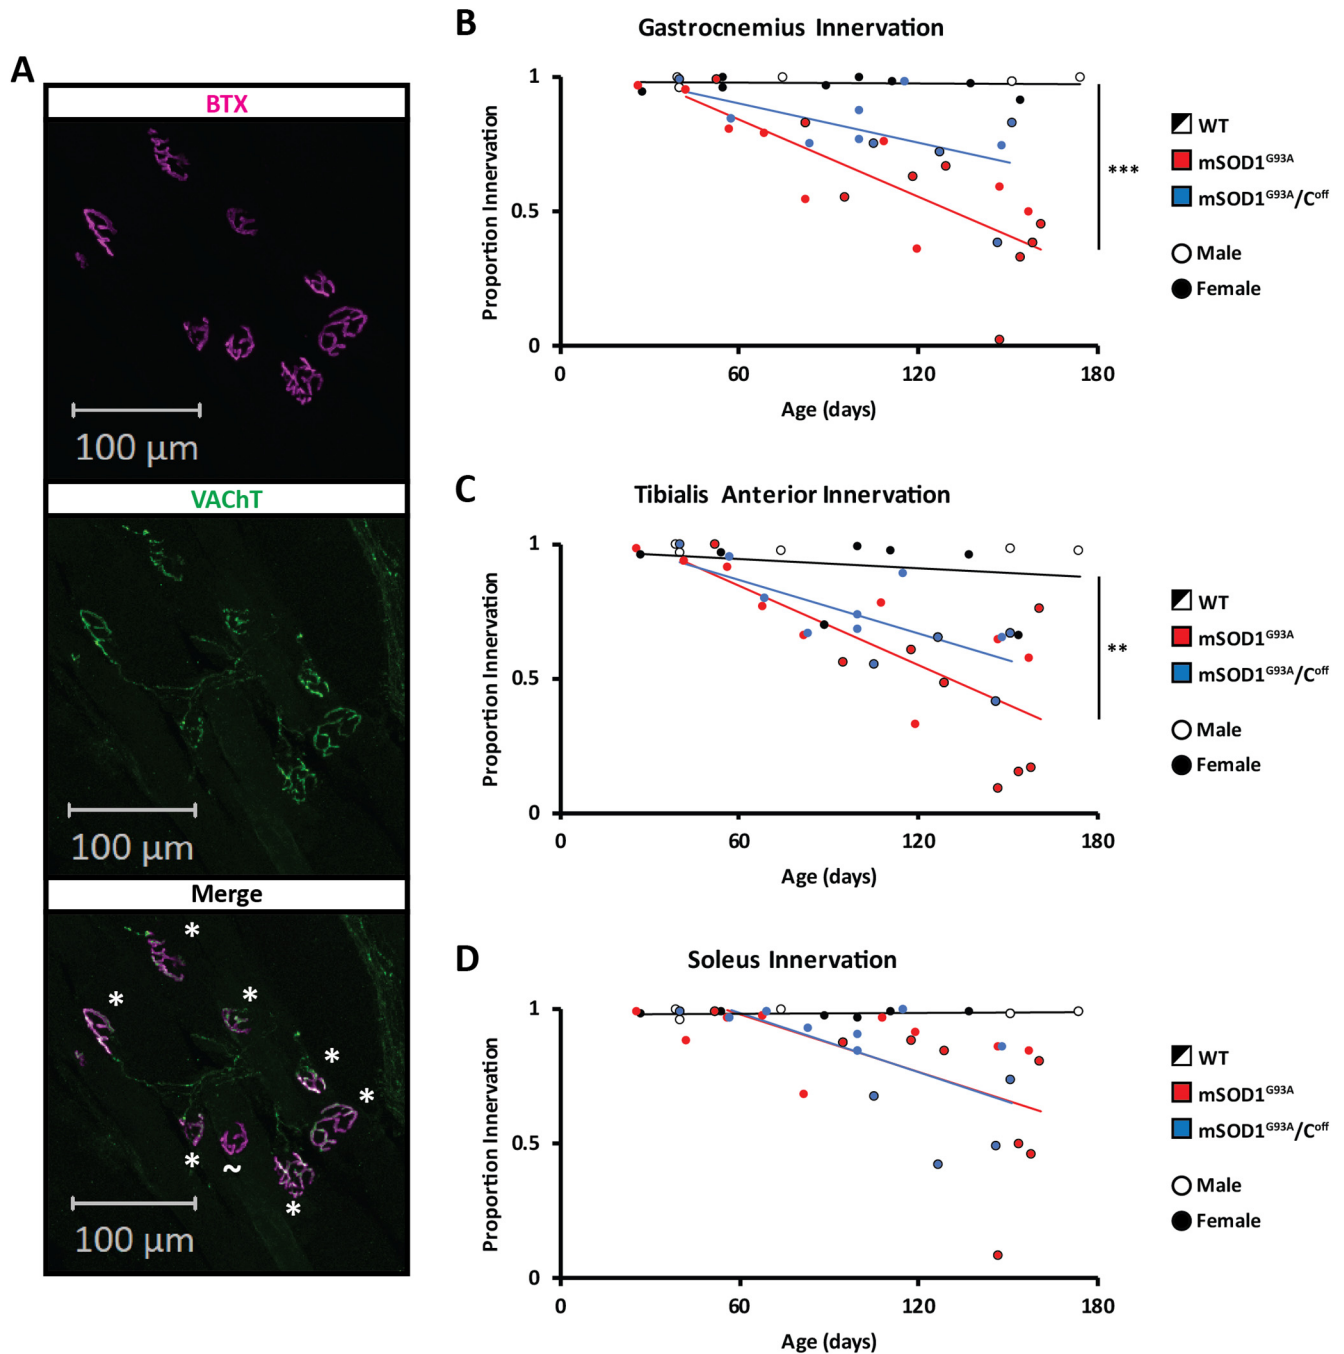 A
BTX
100 µm
VAChT
100 µm
Merge
*
*
*
*
*
*
~
*
100 µm
B
Gastrocnemius Innervation
Proportion Innervation
1
0.5
0
0
60
120
180
Age (days)
***
WT
mSOD1G93A
mSOD1G93A/Coff
Male
Female
C
Tibialis Anterior Innervation
Proportion Innervation
1
0.5
0
0
60
120
180
Age (days)
**
WT
mSOD1G93A
mSOD1G93A/Coff
Male
Female
D
Soleus Innervation
Proportion Innervation
1
0.5
0
0
60
120
180
Age (days)
WT
mSOD1G93A
mSOD1G93A/Coff
Male
Female